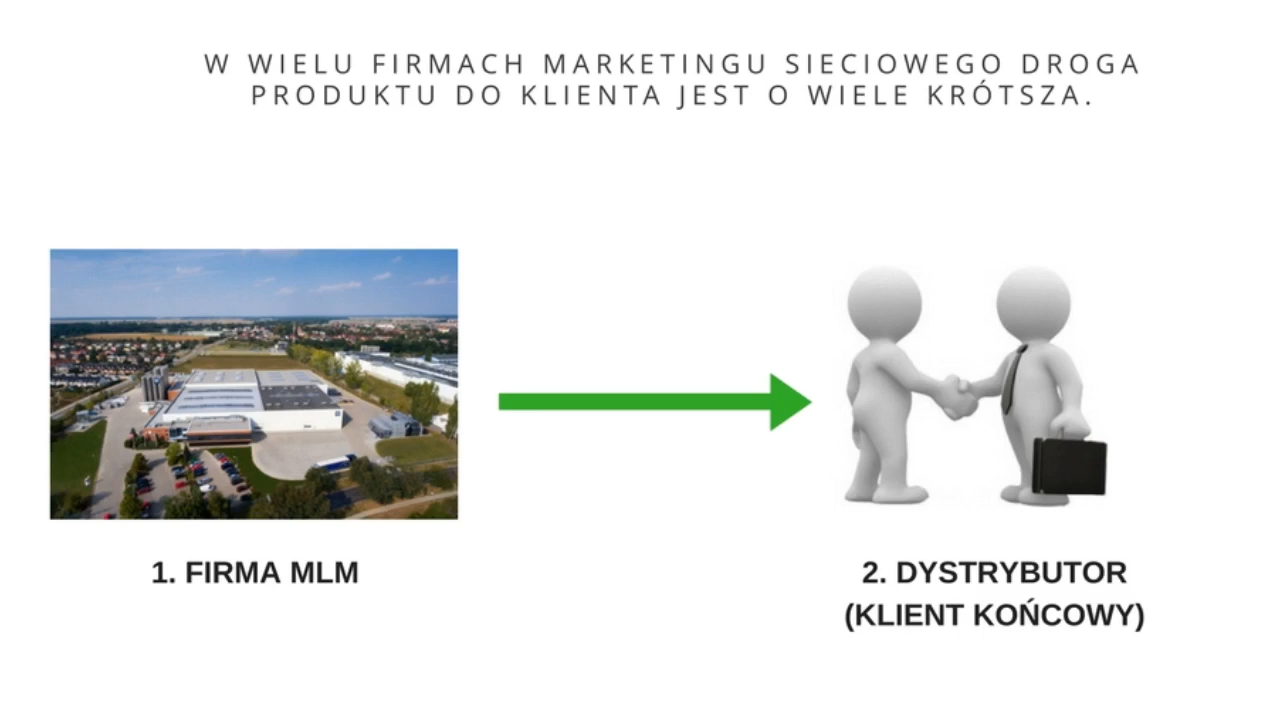 W WIELU FIRMACH MARKETINGU SIECIOWEGO DROGA
PRODUKTU DO KLIENTA JEST O WIELE KRÓTSZA.
1. FIRMA MLM
2. DYSTRYBUTOR
(KLIENT KOŃCOWY)